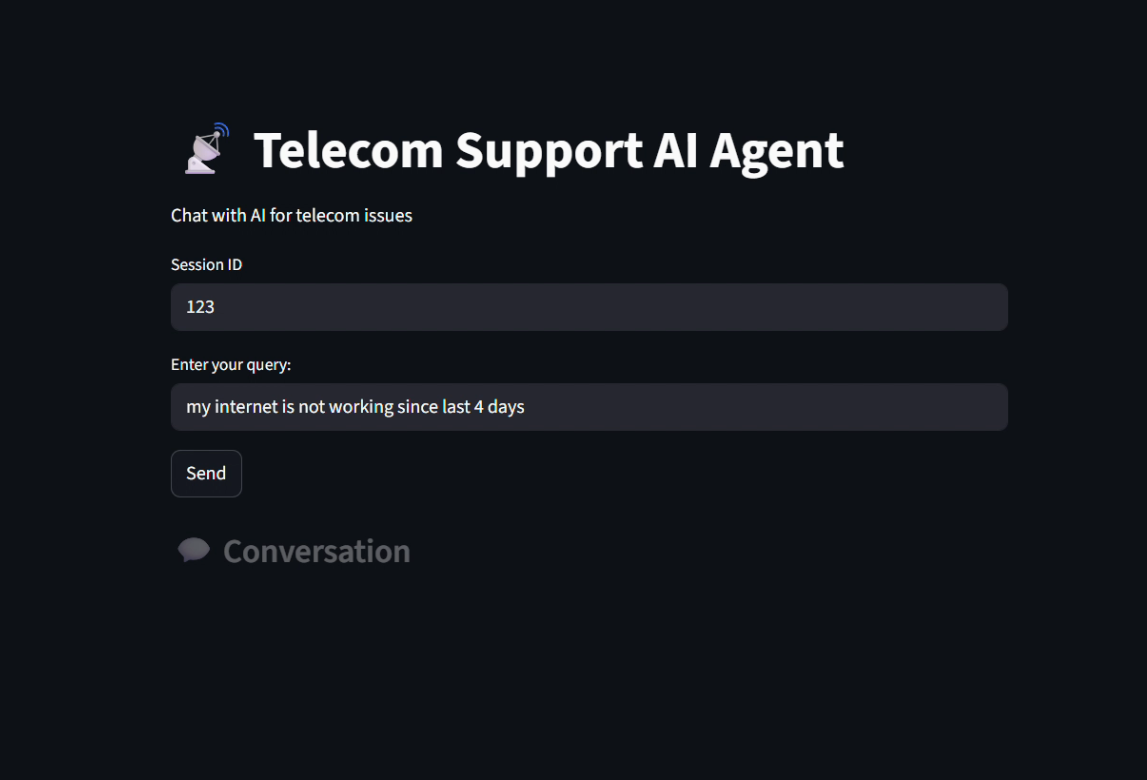 Telecom Support AI Agent
Chat with AI for telecom issues
Session ID
123
Enter your query:
my internet is not working since last 4 days
Send
Conversation